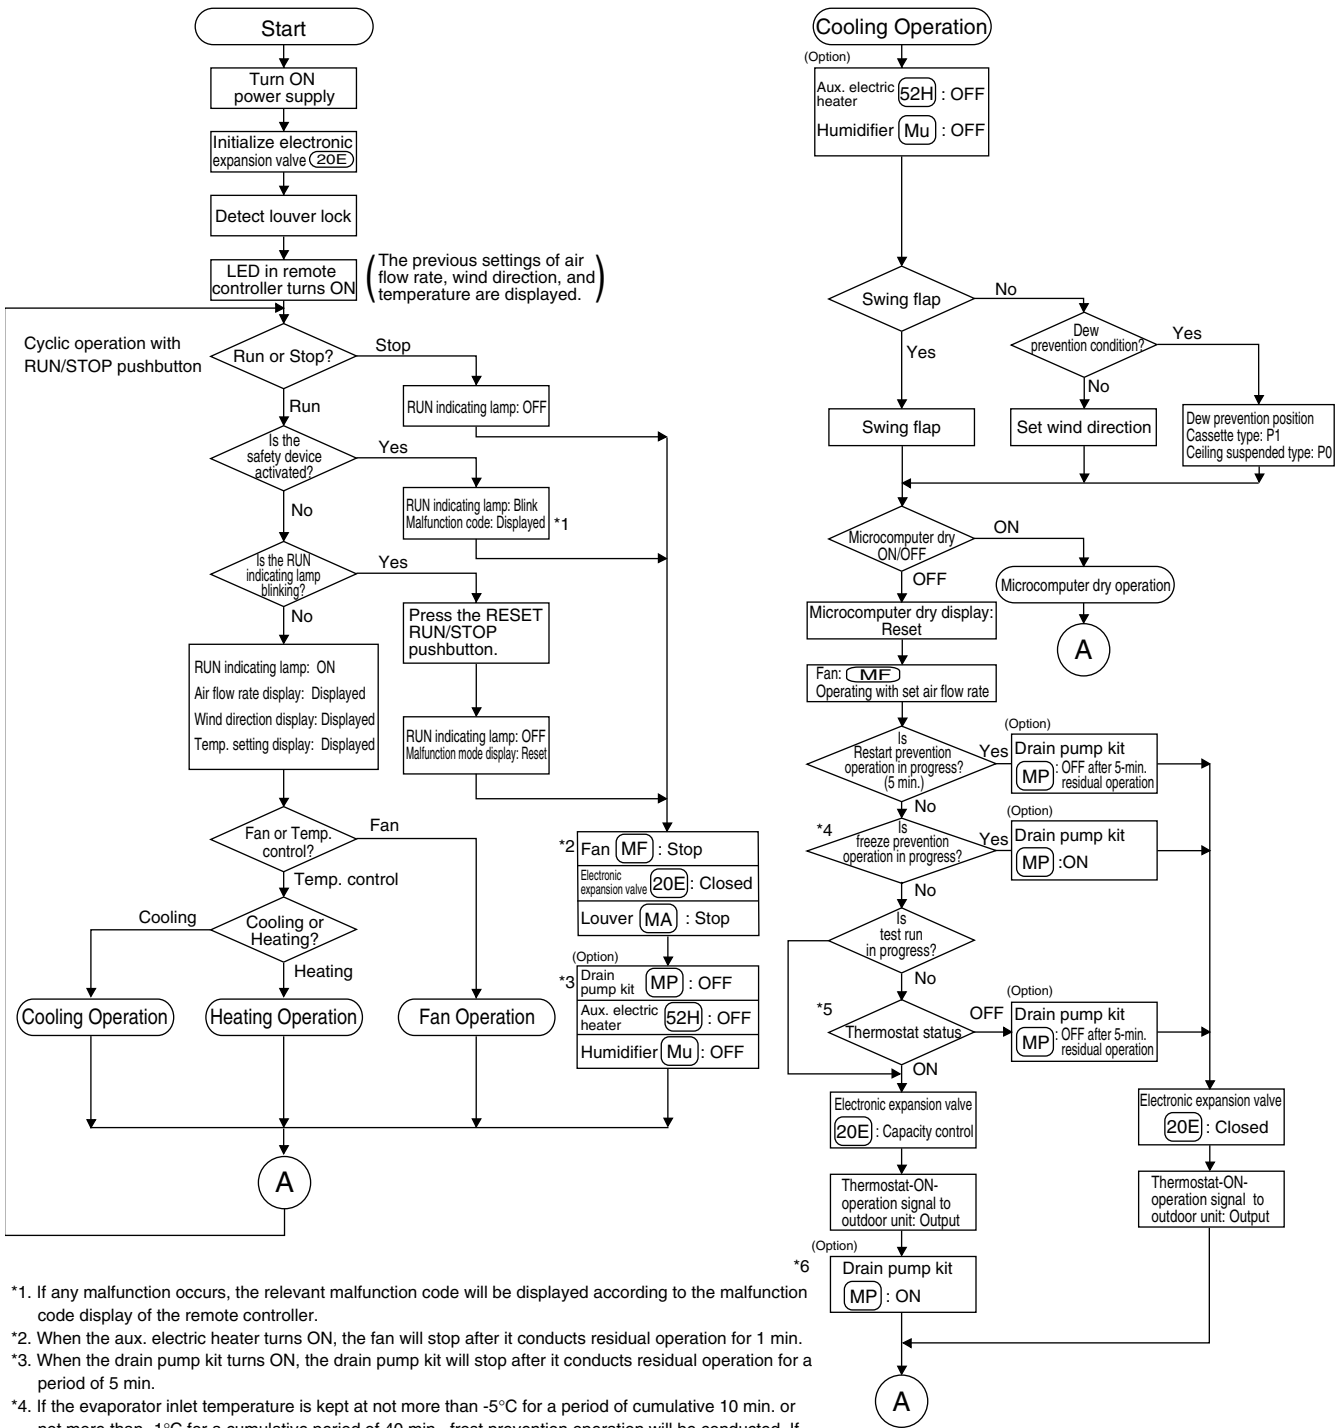 Start
Turn ON
power supply
Initialize electronic
expansion valve 20E
Detect louver lock
LED in remote
controller turns ON
(The previous settings of air
flow rate, wind direction, and
temperature are displayed.)
Cyclic operation with
RUN/STOP pushbutton
Run or Stop?
Stop
RUN indicating lamp: OFF
Run
Is the
safety device
activated?
Yes
RUN indicating lamp: Blink
Malfunction code: Displayed
*1
No
Is the RUN
indicating lamp
blinking?
Yes
Press the RESET
RUN/STOP
pushbutton.
No
RUN indicating lamp: ON
Air flow rate display: Displayed
Wind direction display: Displayed
Temp. setting display: Displayed
RUN indicating lamp: OFF
Malfunction mode display: Reset
Fan or Temp.
control?
Fan
Temp. control
Cooling or
Heating?
Cooling
Heating
Cooling Operation
Heating Operation
Fan Operation
*2 Fan MF : Stop
Electronic
expansion valve 20E : Closed
Louver MA : Stop
(Option)
*3 Drain
pump kit MP : OFF
Aux. electric
heater 52H : OFF
Humidifier Mu : OFF
A
Cooling Operation
(Option)
Aux. electric
heater 52H : OFF
Humidifier Mu : OFF
Swing flap
No
Yes
Dew
prevention condition?
Yes
No
Swing flap
Set wind direction
Dew prevention position
Cassette type: P1
Ceiling suspended type: P0
Microcomputer dry
ON/OFF
ON
OFF
Microcomputer dry operation
A
Microcomputer dry display:
Reset
Fan: MF
Operating with set air flow rate
Is
Restart prevention
operation in progress?
(5 min.)
Yes
(Option)
Drain pump kit
MP : OFF after 5-min.
residual operation
No
*4
Is
freeze prevention
operation in progress?
Yes
(Option)
Drain pump kit
MP :ON
No
Is
test run
in progress?
No
*5
Thermostat status
OFF
(Option)
Drain pump kit
MP : OFF after 5-min.
residual operation
ON
Electronic expansion valve
20E : Capacity control
Electronic expansion valve
20E : Closed
Thermostat-ON-
operation signal to
outdoor unit: Output
Thermostat-ON-
operation signal to
outdoor unit: Output
(Option)
*6
Drain pump kit
MP : ON
A
*1. If any malfunction occurs, the relevant malfunction code will be displayed according to the malfunction
code display of the remote controller.
*2. When the aux. electric heater turns ON, the fan will stop after it conducts residual operation for 1 min.
*3. When the drain pump kit turns ON, the drain pump kit will stop after it conducts residual operation for a
period of 5 min.
*4. If the evaporator inlet temperature is kept at not more than -5°C for a period of cumulative 10 min. or
not more than -1°C for a cumulative period of 40 min., frost prevention operation will be conducted. If